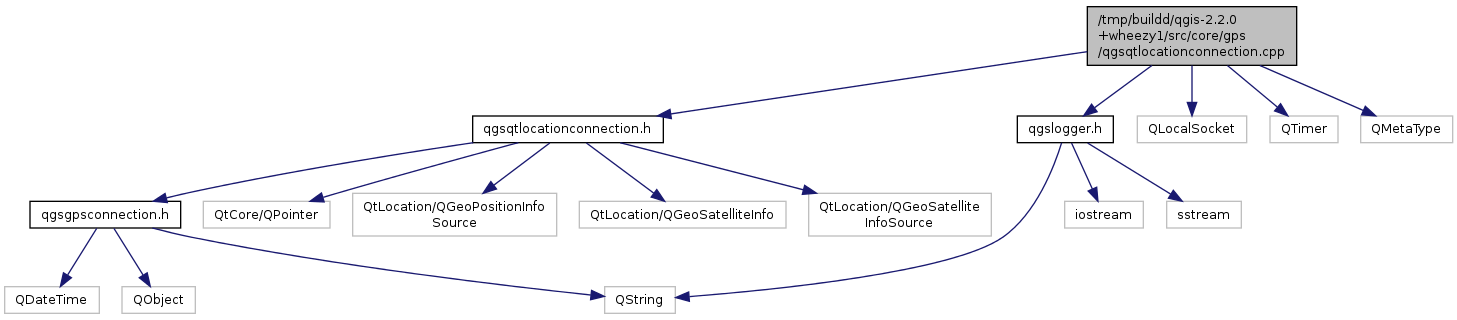 /tmp/buildd/qgis-2.2.0
+wheezy1/src/core/gps
/qgsqtlocationconnection.cpp
qgsqtlocationconnection.h
qgslogger.h
QLocalSocket
QTimer
QMetaType
qgsgpsconnection.h
QtCore/QPointer
QtLocation/QGeoPositionInfo
Source
QtLocation/QGeoSatelliteInfo
QtLocation/QGeoSatellite
InfoSource
iostream
sstream
QDateTime
QObject
QString